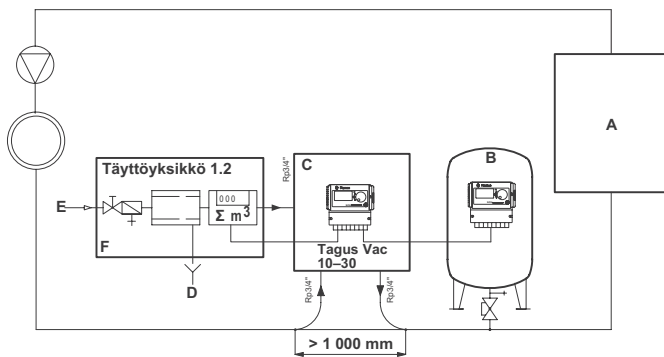 A
B
Täyttöyksikkö 1.2
C
Rp3/4"
E
000
Σ m³
F
Tagus Vac
10–30
D
Rp3/4"
Rp3/4"
> 1 000 mm